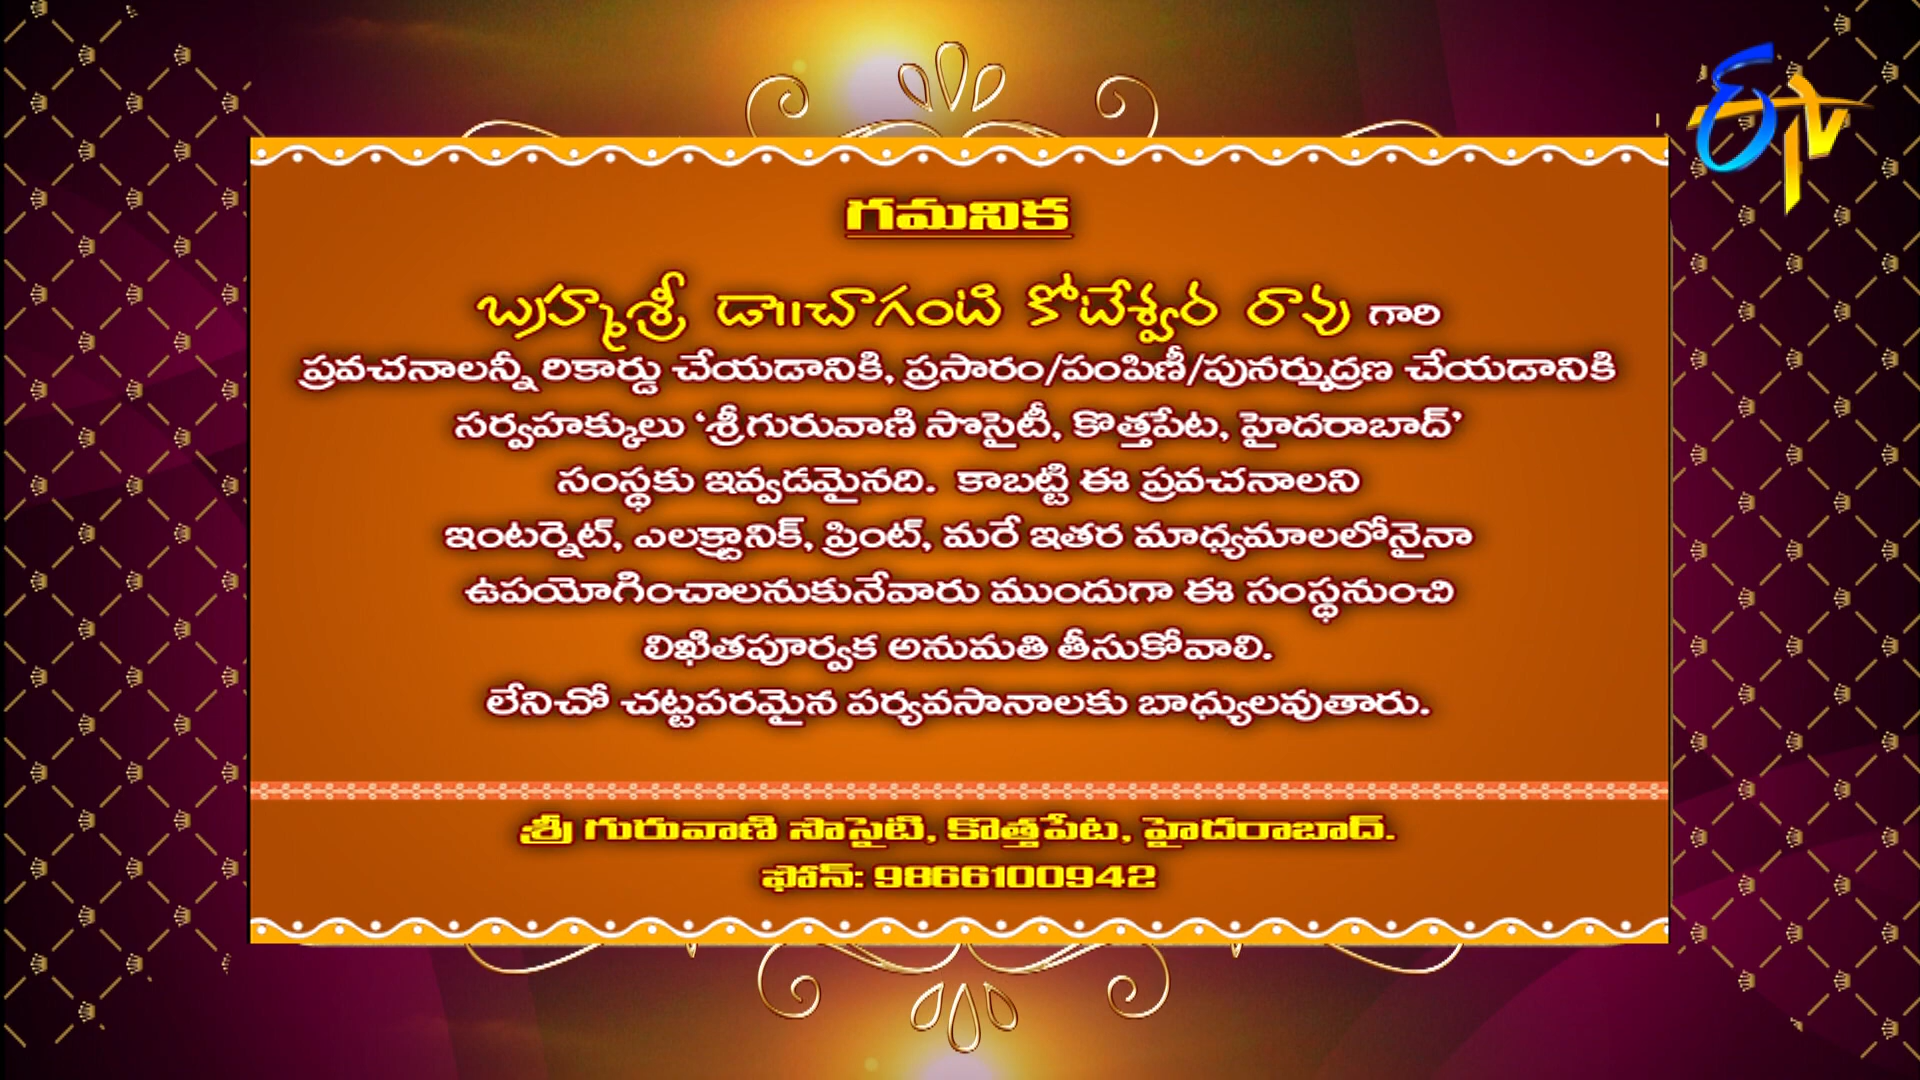 ETV
గమనిక
బ్రహ్మశ్రీ డా॥చాగంటి కోటేశ్వర రావు గారి
ప్రవచనాలన్నీ రికార్డు చేయడానికి, ప్రసారం/పంపిణీ/పునర్ముద్రణ చేయడానికి
సర్వహక్కులు ‘శ్రీగురువాణి సొసైటీ, కొత్తపేట, హైదరాబాద్’
సంస్థకు ఇవ్వడమైనది. కాబట్టి ఈ ప్రవచనాలని
ఇంటర్నెట్, ఎలక్ట్రానిక్, ప్రింట్, మరే ఇతర మాధ్యమాలలోనైనా
ఉపయోగించాలనుకునేవారు ముందుగా ఈ సంస్థనుంచి
లిఖితపూర్వక అనుమతి తీసుకోవాలి.
లేనిచో చట్టపరమైన పర్యవసానాలకు బాధ్యులవుతారు.
శ్రీ గురువాణి సొసైటి, కొత్తపేట, హైదరాబాద్.
ఫోన్: 9866100942